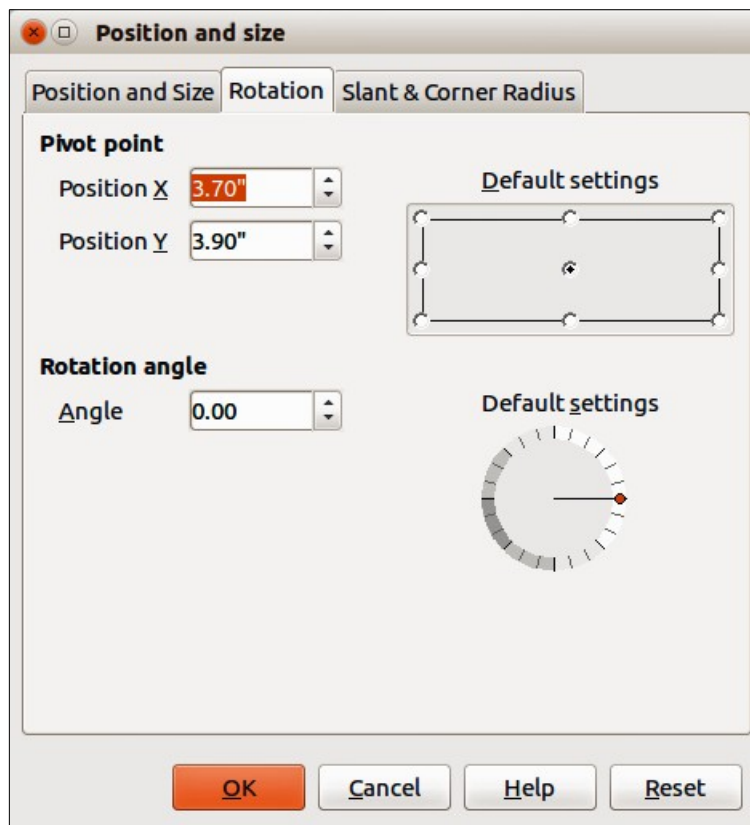 Position and size
Position and Size Rotation Slant & Corner Radius
Pivot point
Position X 3.70"
Default settings
Position Y 3.90"
Rotation angle
Angle 0.00
Default settings
OK Cancel Help Reset